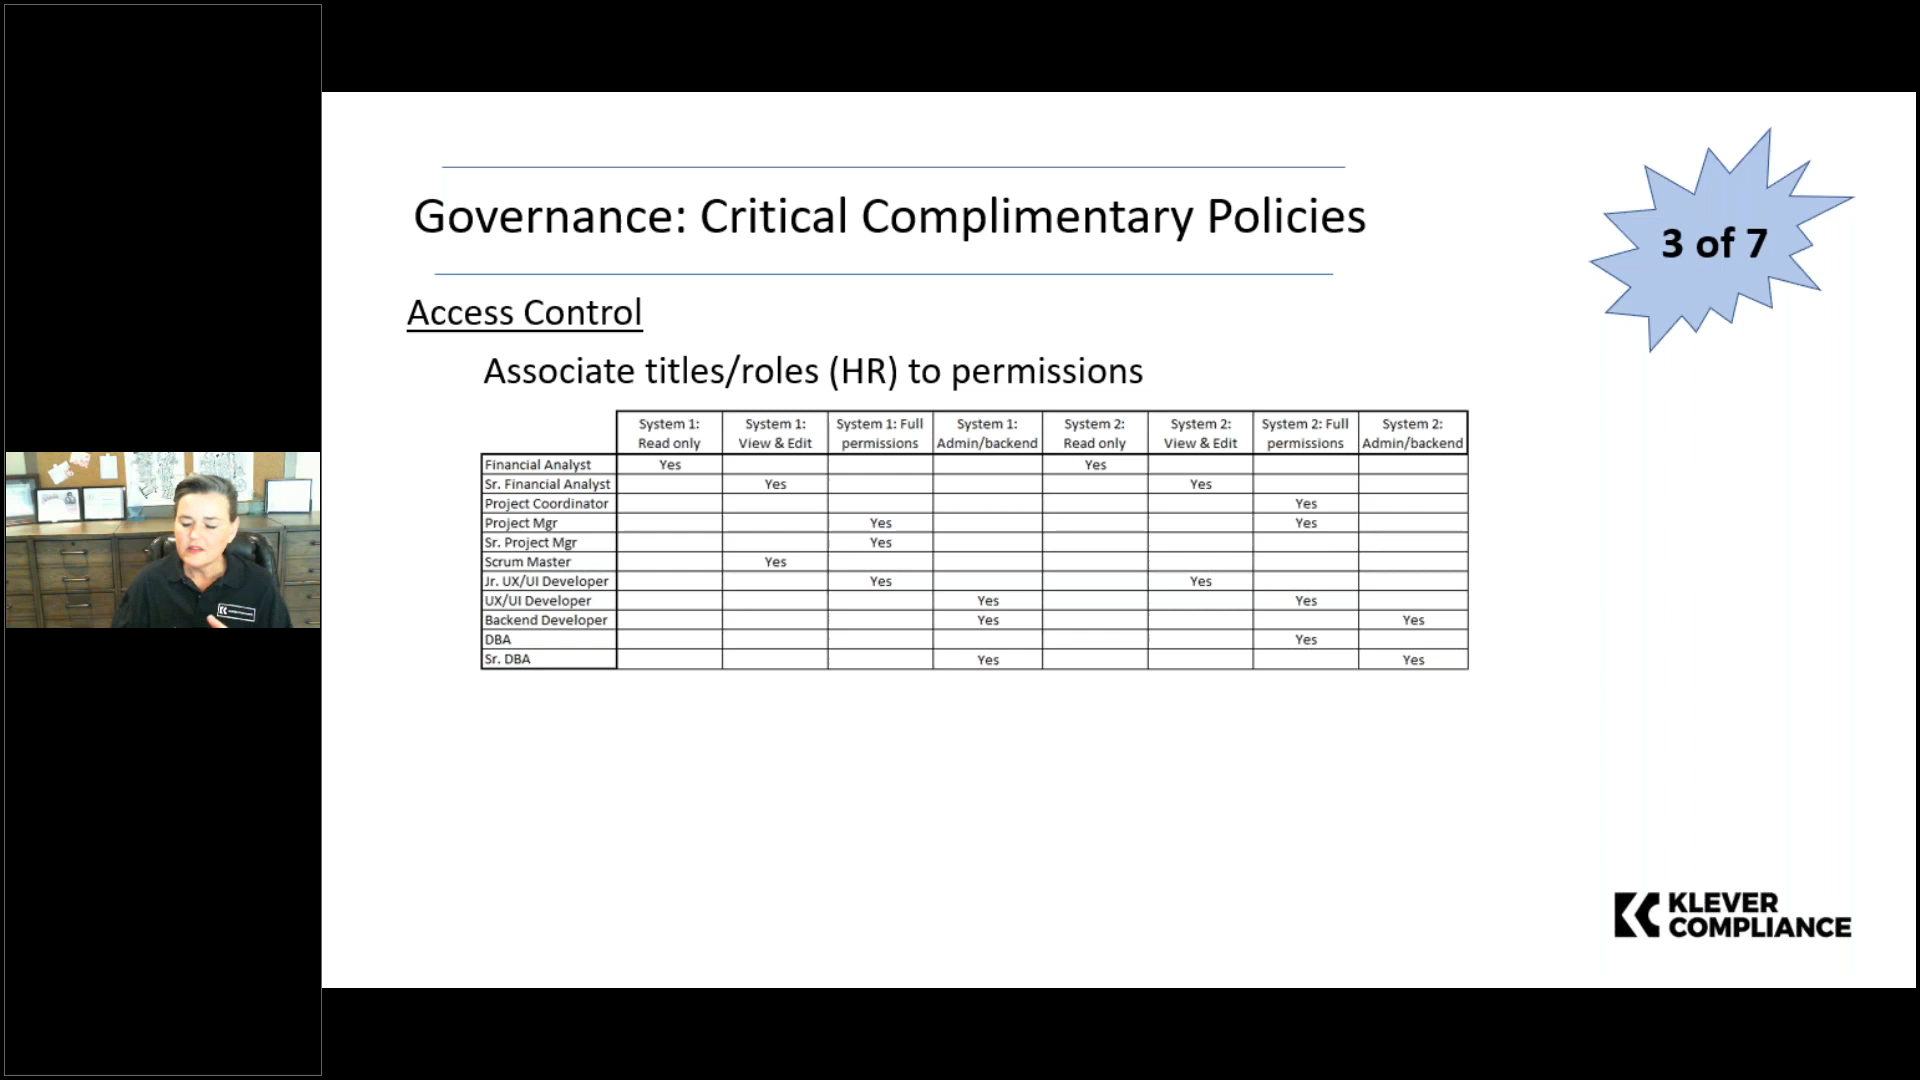 Governance: Critical Complimentary Policies
3 of 7
Access Control
Associate titles/roles (HR) to permissions
System 1: Read only System 1: View & Edit System 1: Full permissions System 1: Admin/backend System 2: Read only System 2: View & Edit System 2: Full permissions System 2: Admin/backend
Financial Analyst Yes Yes
Sr. Financial Analyst Yes Yes
Project Coordinator Yes
Project Mgr Yes Yes
Sr. Project Mgr Yes
Scrum Master Yes
Jr. UX/UI Developer Yes Yes
UX/UI Developer Yes Yes
Backend Developer Yes Yes
DBA Yes
Sr. DBA Yes Yes
KLEVER
COMPLIANCE